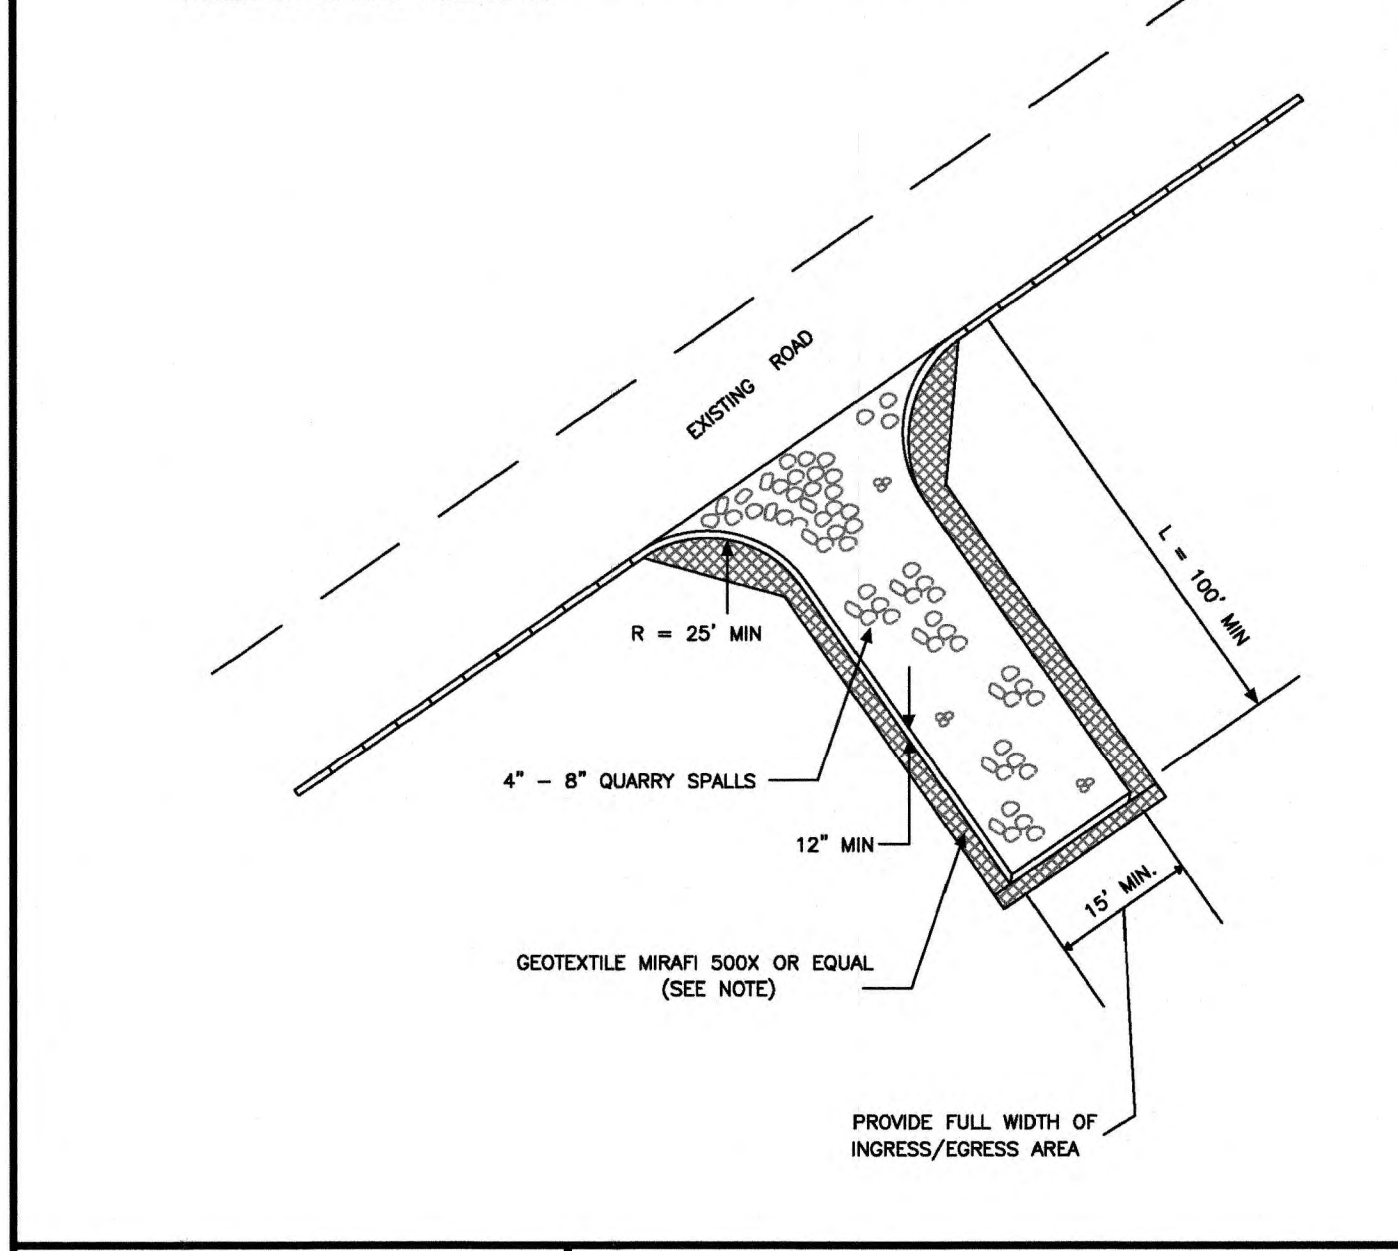 EXISTING ROAD
R = 25' MIN
L = 100' MIN
4" - 8" QUARRY SPALLS
12" MIN
15' MIN.
GEOTEXTILE MIRAFI 500X OR EQUAL
(SEE NOTE)
PROVIDE FULL WIDTH OF
INGRESS/EGRESS AREA